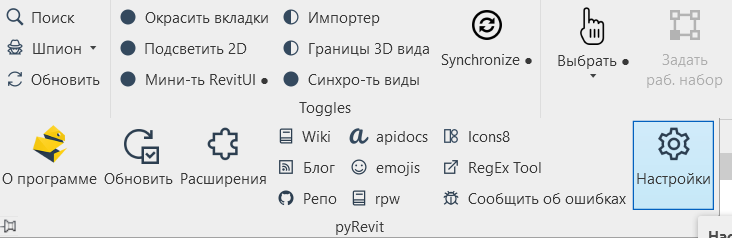 Поиск Окрасить вкладки Импортер
Шпион Подсветить 2D Границы 3D вида
Synchronize ● Выбрать ● Задать
раб. набор
Обновить Мини-ть RevitUI ● Синхро-ть виды
Toggles
Wiki apidocs Icons8
О программе Обновить Расширения Блог emojis RegEx Tool Настройки
Репо rpw Сообщить об ошибках
pyRevit